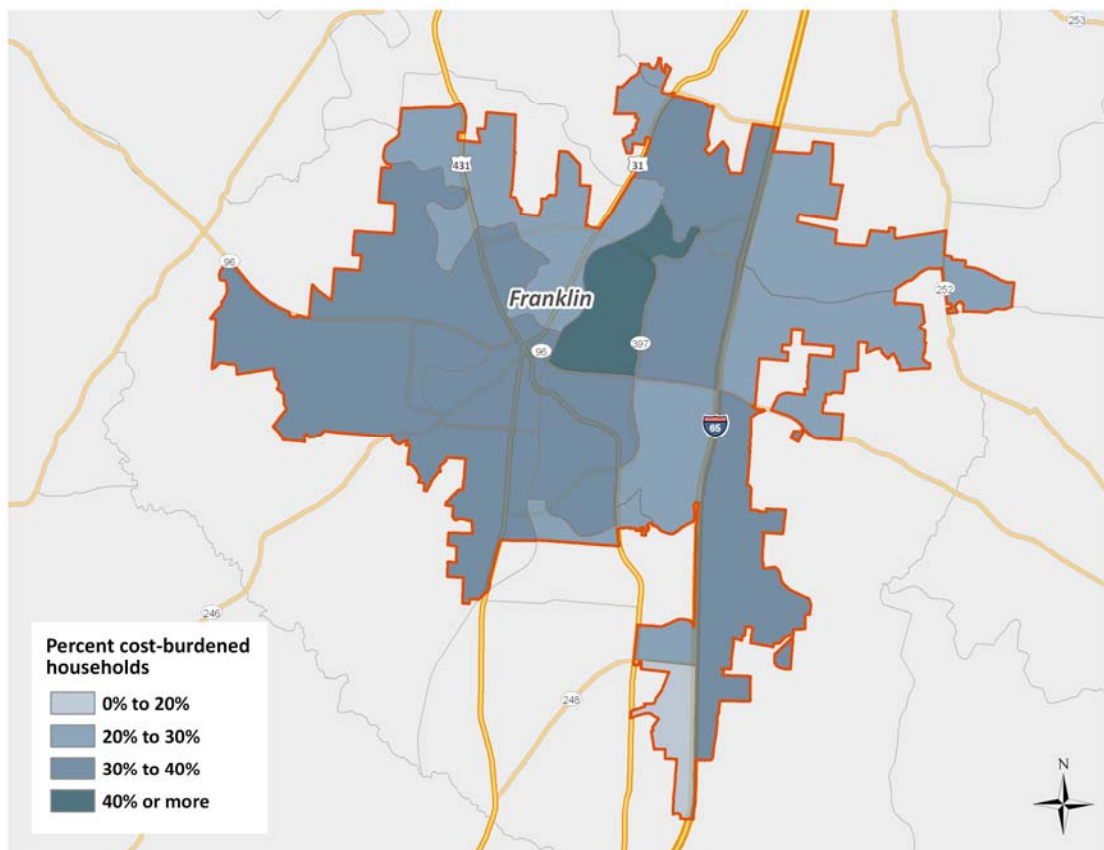 253
431
31
96
252
Franklin
397
96
65
246
248
Percent cost-burdened
households
0% to 20%
20% to 30%
30% to 40%
40% or more
N